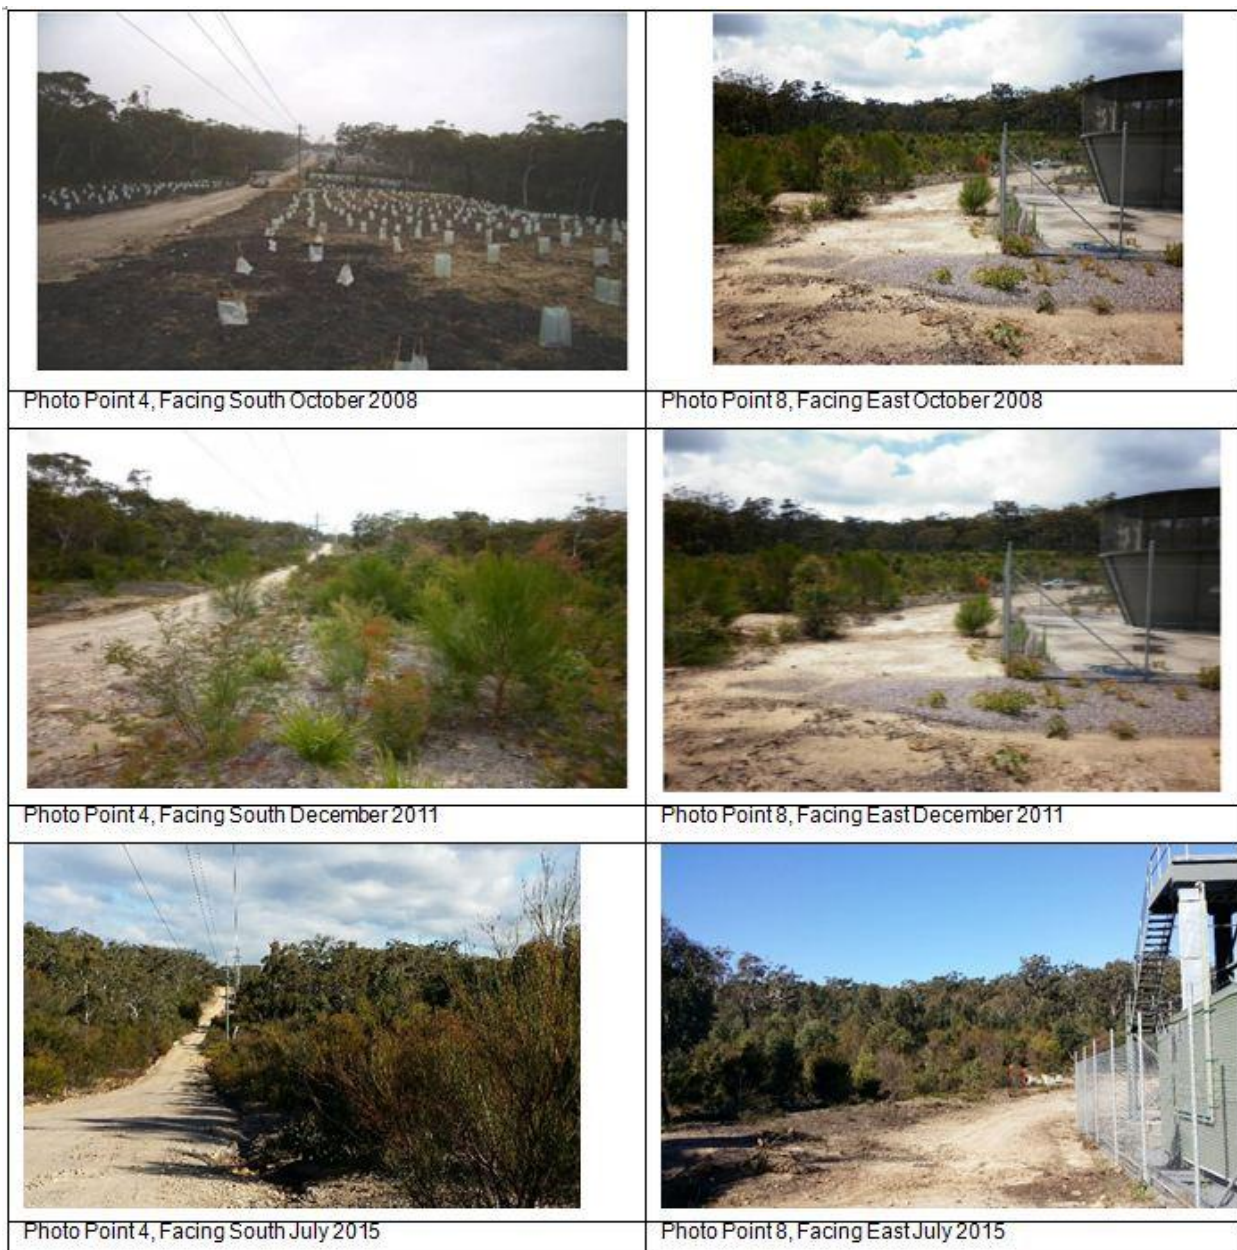 Photo Point 4, Facing South October 2008
Photo Point 8, Facing East October 2008
Photo Point 4, Facing South December 2011
Photo Point 8, Facing East December 2011
Photo Point 4, Facing South July 2015
Photo Point 8, Facing East July 2015